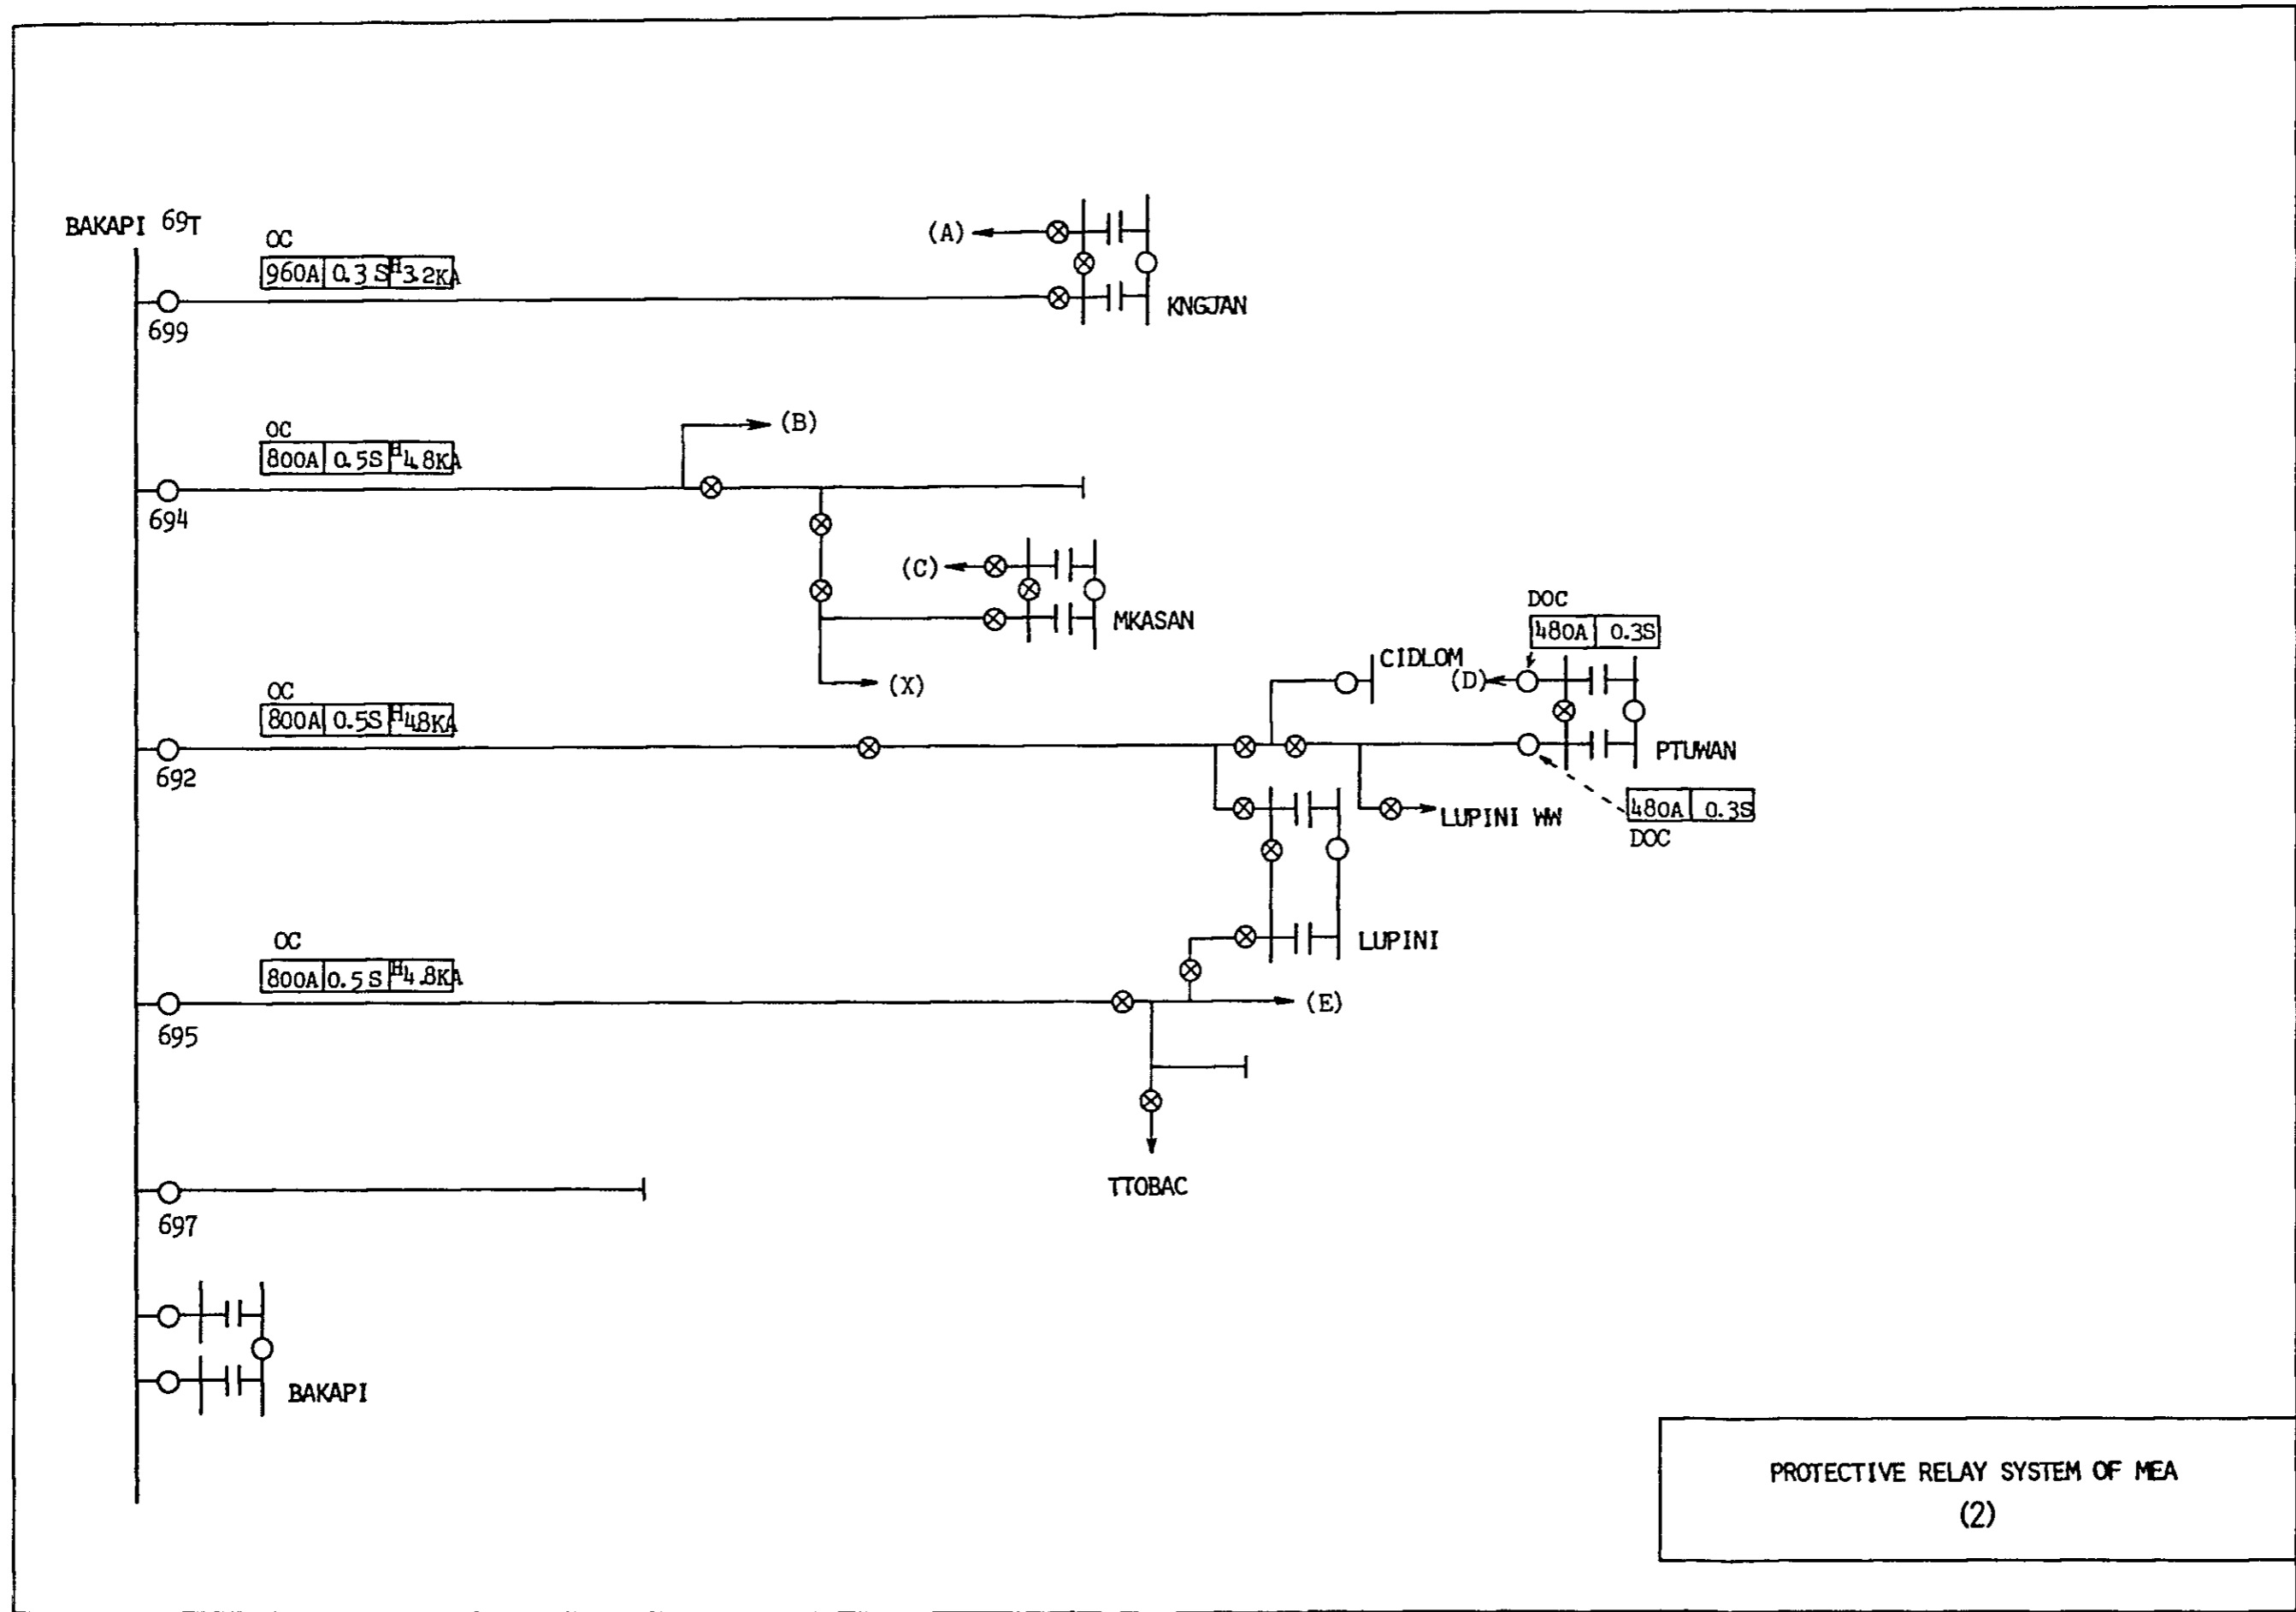 BAKAPI 69T
OC
960A 0.3 S H3.2KA
699
(A)
KNGJAN
OC
800A 0.5S H4.8KA
694
(B)
(C)
MKASAN
(X)
OC
800A 0.5S H48KA
692
CIDLOM
(D)
DOC
480A 0.3S
PTUWAN
480A 0.3S
DOC
LUPINI WW
LUPINI
OC
800A 0.5 S H4.8KA
695
(E)
TTOBAC
697
BAKAPI
PROTECTIVE RELAY SYSTEM OF MEA
(2)